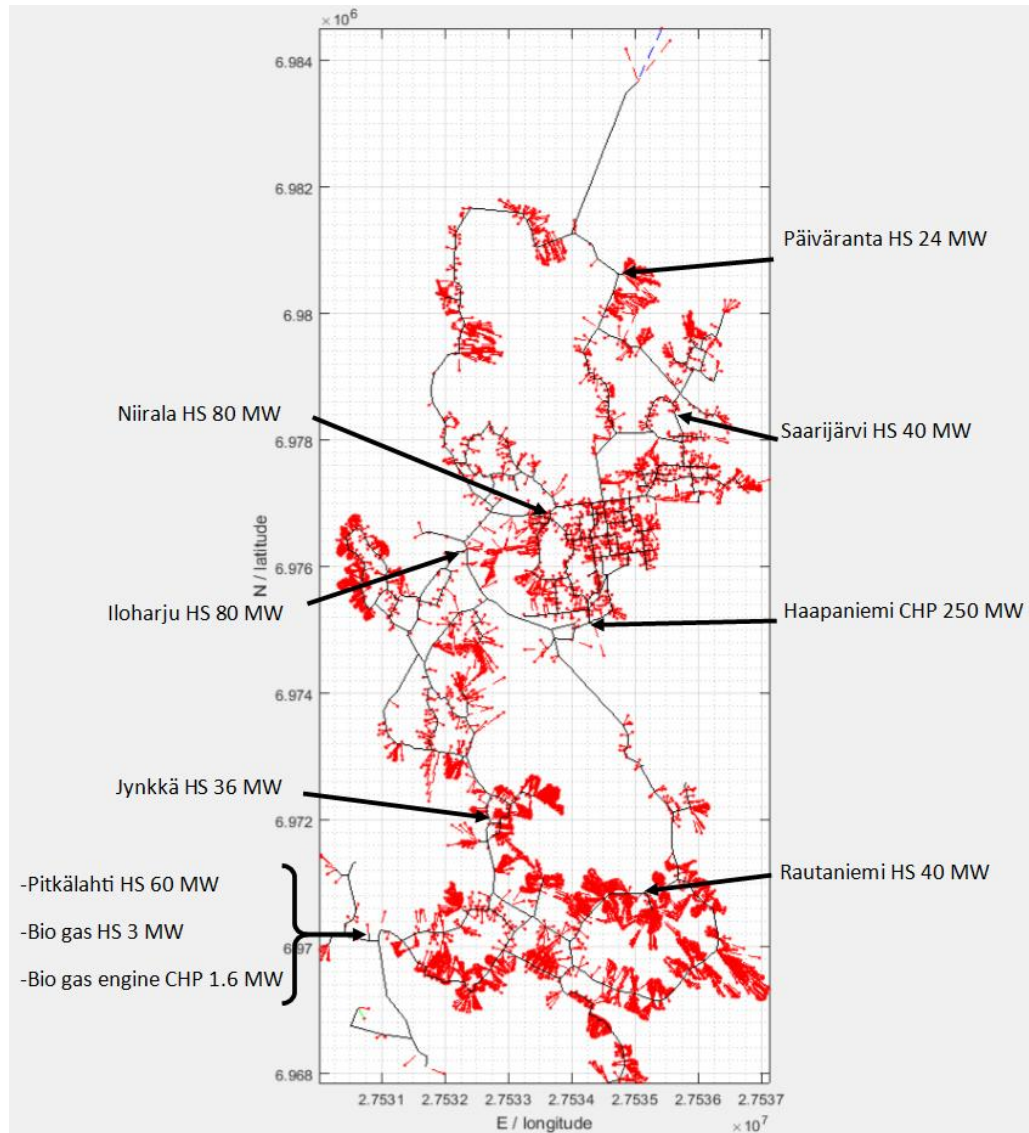 × 10⁶
6.984
6.982
6.98
6.978
6.976
6.974
6.972
6.97
6.968
N / latitude
Päiväranta HS 24 MW
Niirala HS 80 MW
Saarijärvi HS 40 MW
Iloharju HS 80 MW
Haapaniemi CHP 250 MW
Jynkkä HS 36 MW
Rautaniemi HS 40 MW
-Pitkälahti HS 60 MW
-Bio gas HS 3 MW
-Bio gas engine CHP 1.6 MW
2.7531 2.7532 2.7533 2.7534 2.7535 2.7536 2.7537
E / longitude
× 10⁷